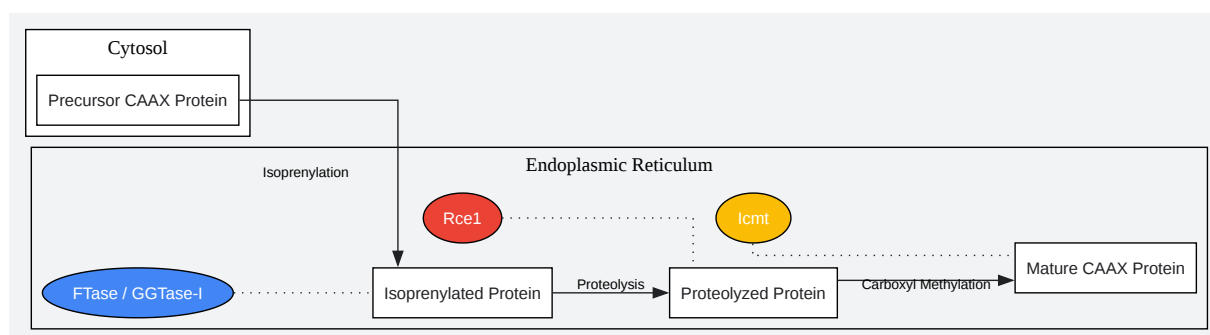 Cytosol
Precursor CAAX Protein
Endoplasmic Reticulum
Isoprenylation
Rce1
Icmt
FTase / GGTase-I
Isoprenylated Protein
Proteolysis
Proteolyzed Protein
Carboxyl Methylation
Mature CAAX Protein